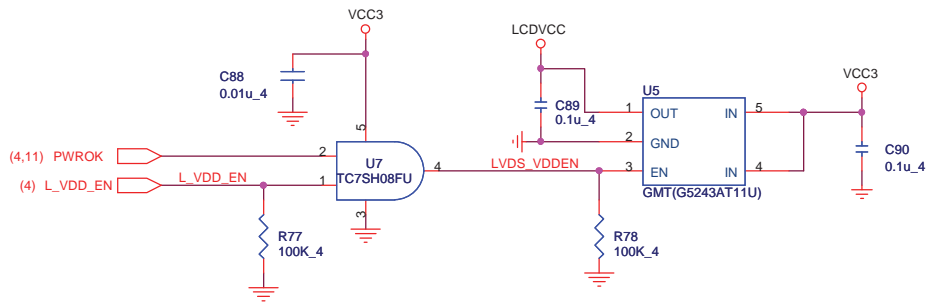 VCC3
LCDVCC
VCC3
C88
0.01u_4
C89
0.1u_4
U5
1
OUT
IN
5
2
GND
C90
0.1u_4
5
(4,11) PWROK
2
U7
TC7SH08FU
4
LVDS_VDDEN
3
EN
IN
4
(4) L_VDD_EN
L_VDD_EN
1
GMT(G5243AT11U)
3
R77
100K_4
R78
100K_4